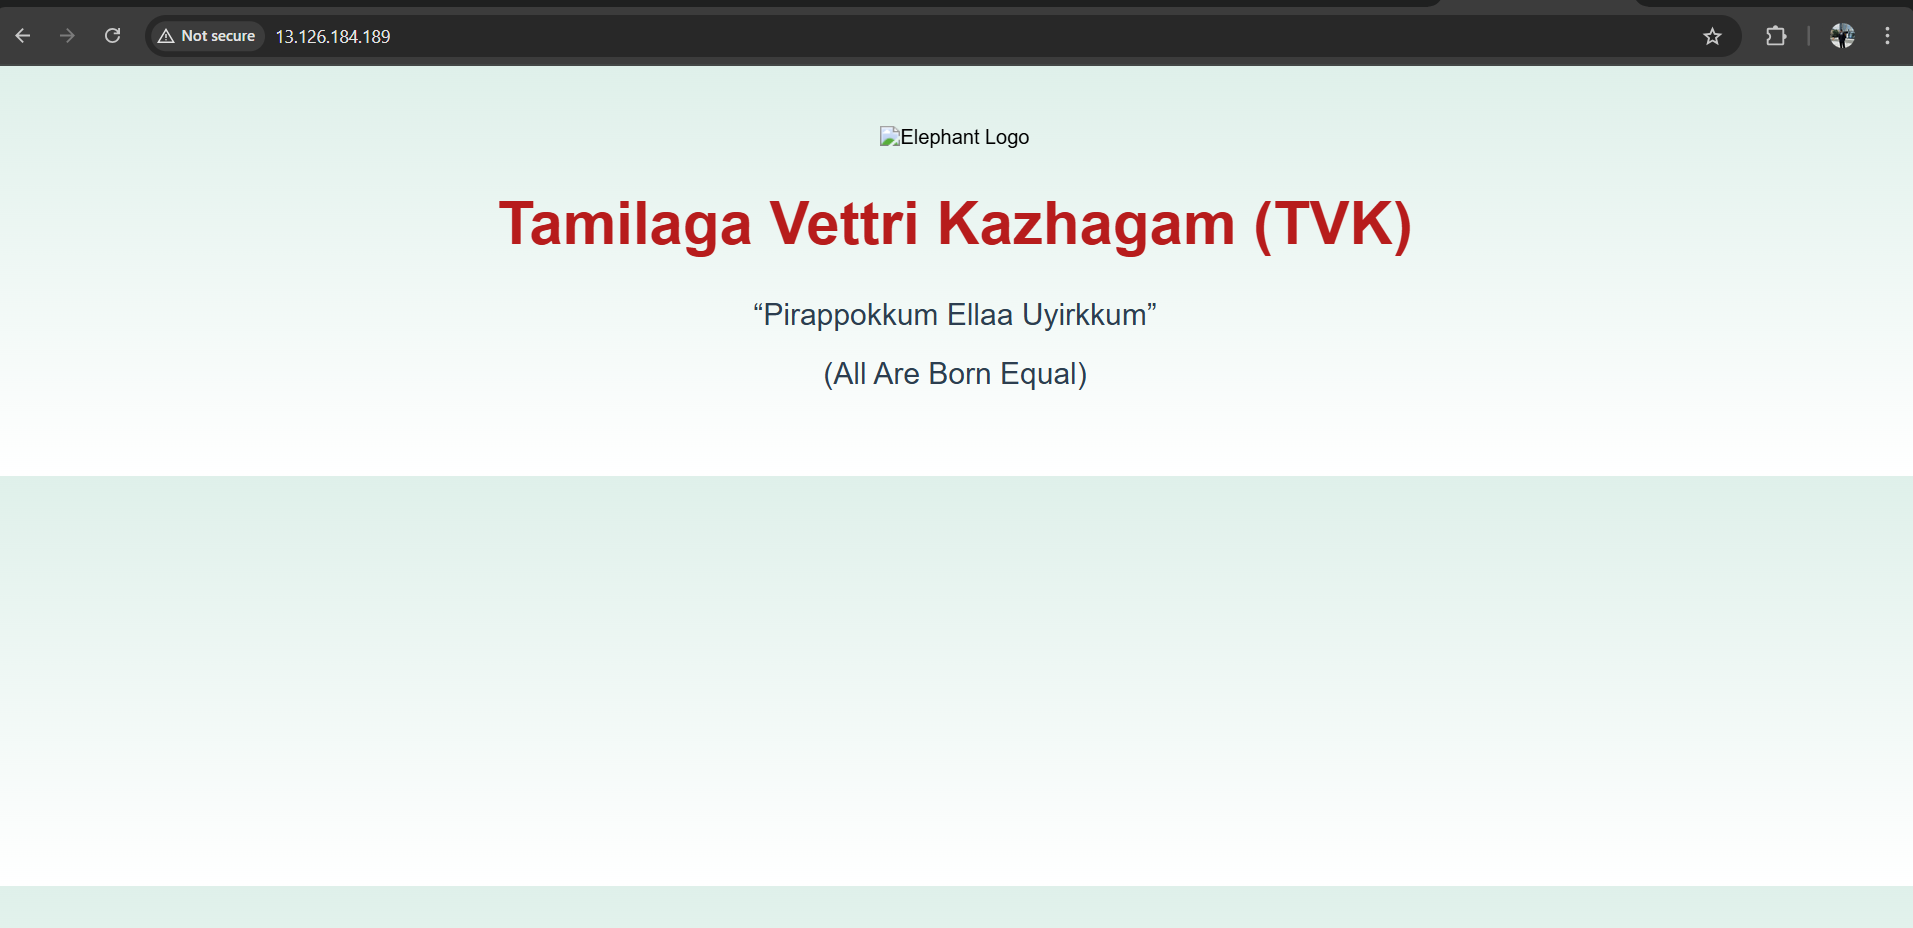 Not secure
13.126.184.189
Elephant Logo
Tamilaga Vettri Kazhagam (TVK)
“Pirappokkum Ellaa Uyirkkum”
(All Are Born Equal)